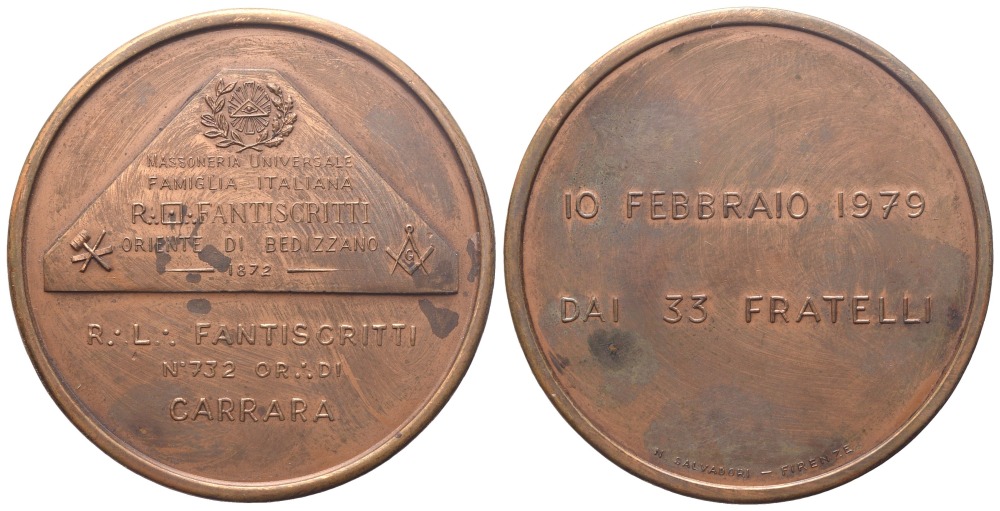 MASSONERIA UNIVERSALE
FAMIGLIA ITALIANA
R∴□∴FANTISCRITTI
ORIENTE DI BEDIZZANO
1872
G
R∴ L∴ FANTISCRITTI
N°732 OR∴ DI
CARRARA
10 FEBBRAIO 1979
DAI 33 FRATELLI
N SALVADORI – FIRENZE